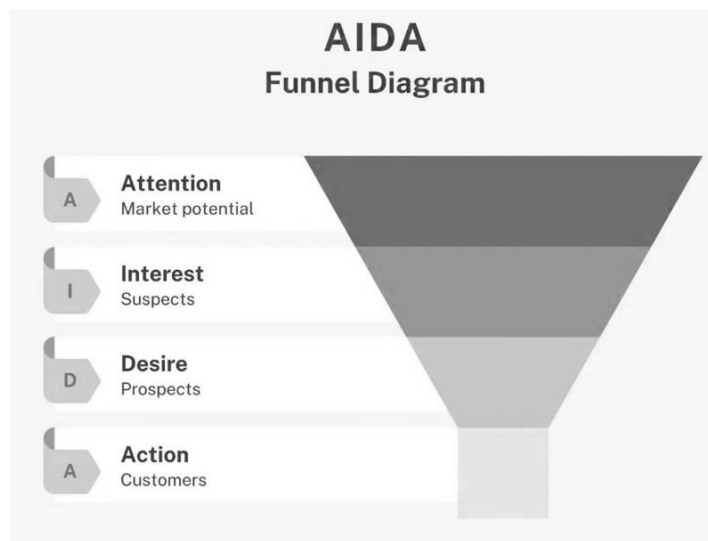 AIDA
Funnel Diagram
A
Attention
Market potential
I
Interest
Suspects
D
Desire
Prospects
A
Action
Customers